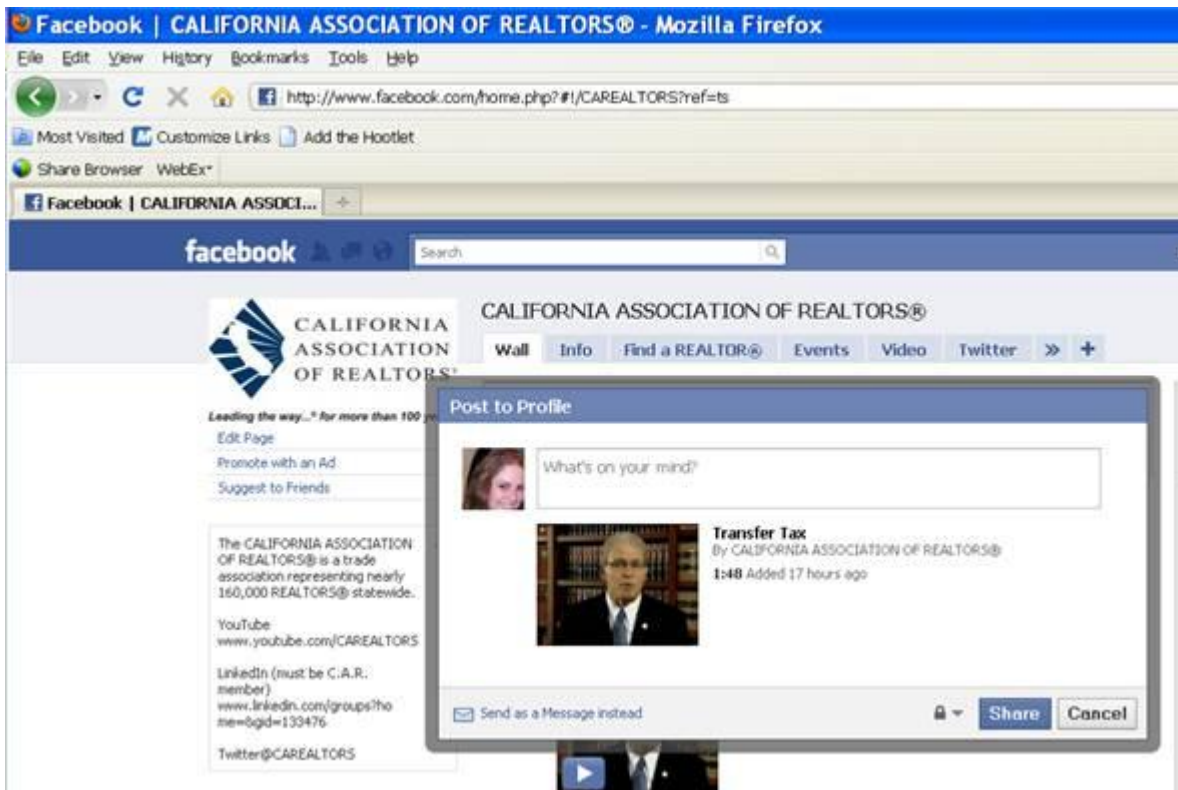 Facebook | CALIFORNIA ASSOCIATION OF REALTORS® - Mozilla Firefox
File Edit View History Bookmarks Tools Help
http://www.facebook.com/home.php?#!/CAREALTORS?ref=ts
Most Visited Customize Links Add the Hootlet
Share Browser WebEx
Facebook | CALIFORNIA ASSOCI...
facebook Search
CALIFORNIA
ASSOCIATION
OF REALTORS®
CALIFORNIA ASSOCIATION OF REALTORS®
Wall Info Find a REALTOR® Events Video Twitter » +
Leading the way...® for more than 100
Edit Page
Promote with an Ad
Suggest to Friends
The CALIFORNIA ASSOCIATION
OF REALTORS® is a trade
association representing nearly
160,000 REALTORS® statewide.
YouTube
www.youtube.com/CAREALTORS
LinkedIn (must be C.A.R.
member)
www.linkedin.com/groups?ho
me=&gid=133476
Twitter@CAREALTORS
Post to Profile
What's on your mind?
Transfer Tax
By CALIFORNIA ASSOCIATION OF REALTORS®
1:48 Added 17 hours ago
Send as a Message instead
Share Cancel